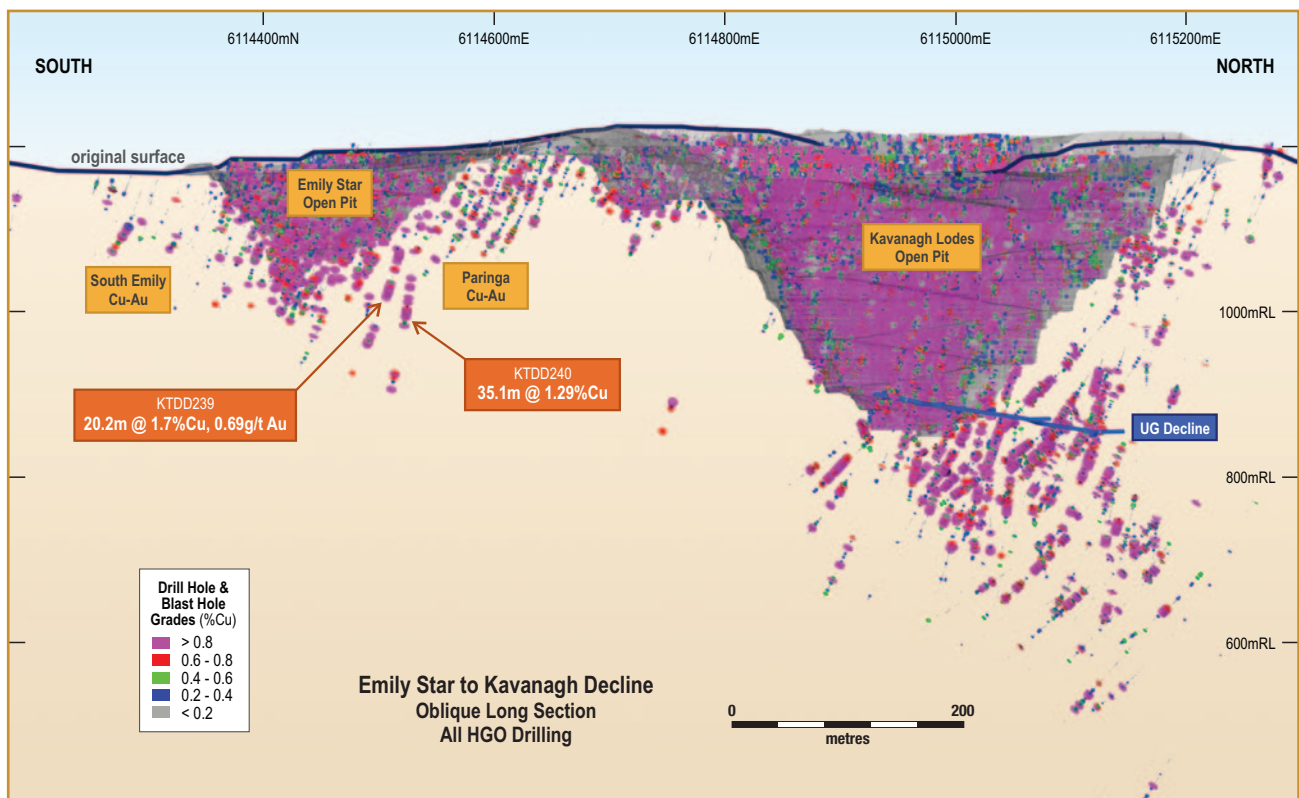 6114400mN
6114600mE
6114800mE
6115000mE
6115200mE
SOUTH
NORTH
original surface
Emily Star
Open Pit
Kavanagh Lodes
Open Pit
South Emily
Cu-Au
Paringa
Cu-Au
1000mRL
KTDD240
35.1m @ 1.29%Cu
KTDD239
20.2m @ 1.7%Cu, 0.69g/t Au
UG Decline
800mRL
600mRL
Drill Hole &
Blast Hole
Grades (%Cu)
> 0.8
0.6 - 0.8
0.4 - 0.6
0.2 - 0.4
< 0.2
Emily Star to Kavanagh Decline
Oblique Long Section
All HGO Drilling
0
200
metres